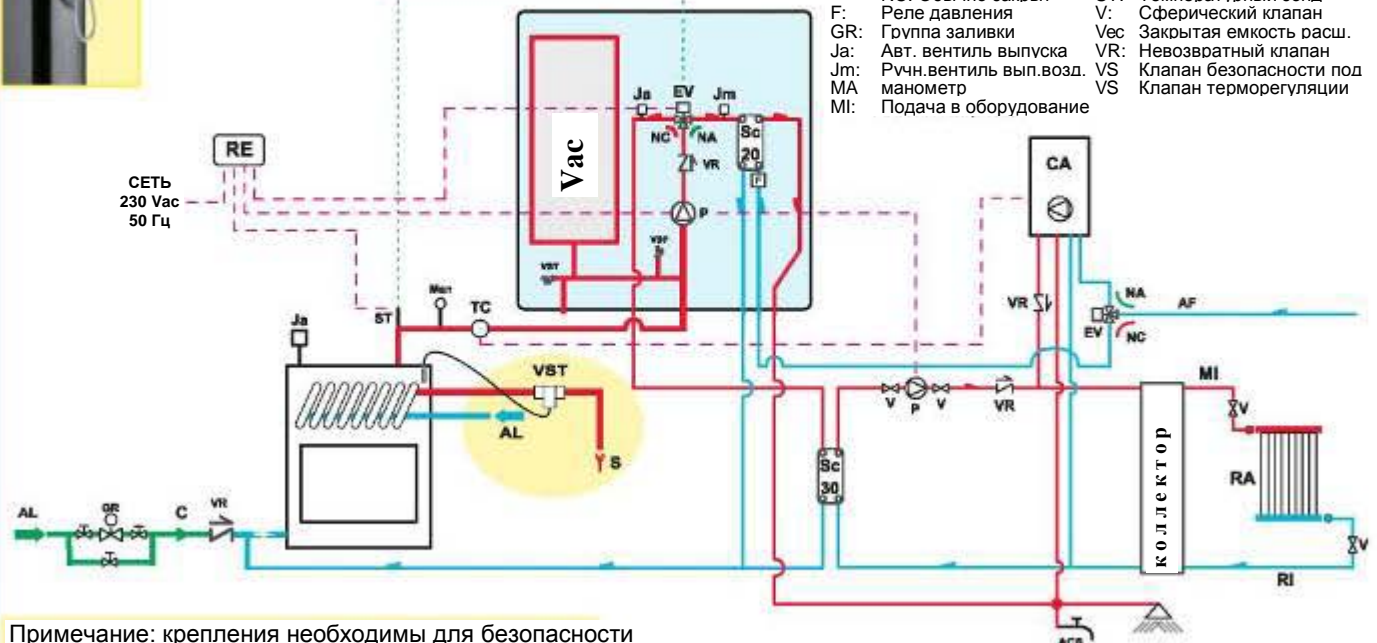 F: Реле давления
GR: Группа заливки
Ja: Авт. вентиль выпуска
Jm: Ручн.вентиль вып.возд.
MA манометр
MI: Подача в оборудование
V: Сферический клапан
Vec Закрытая емкость расш.
VR: Невозвратный клапан
VS Клапан безопасности под
VS Клапан терморегуляции
Ja
EV
Jm
NC
NA
Sc
20
VR
F
Vac
P
VST
RE
СЕТЬ
230 Vac
50 Гц
CA
VR
NA
AF
EV
NC
ST
TC
Ja
VST
AL
S
MI
V
P
V
VR
V
Sc
30
коллектор
RA
V
RI
AL
GR
C
VR
ACS
Примечание: крепления необходимы для безопасности